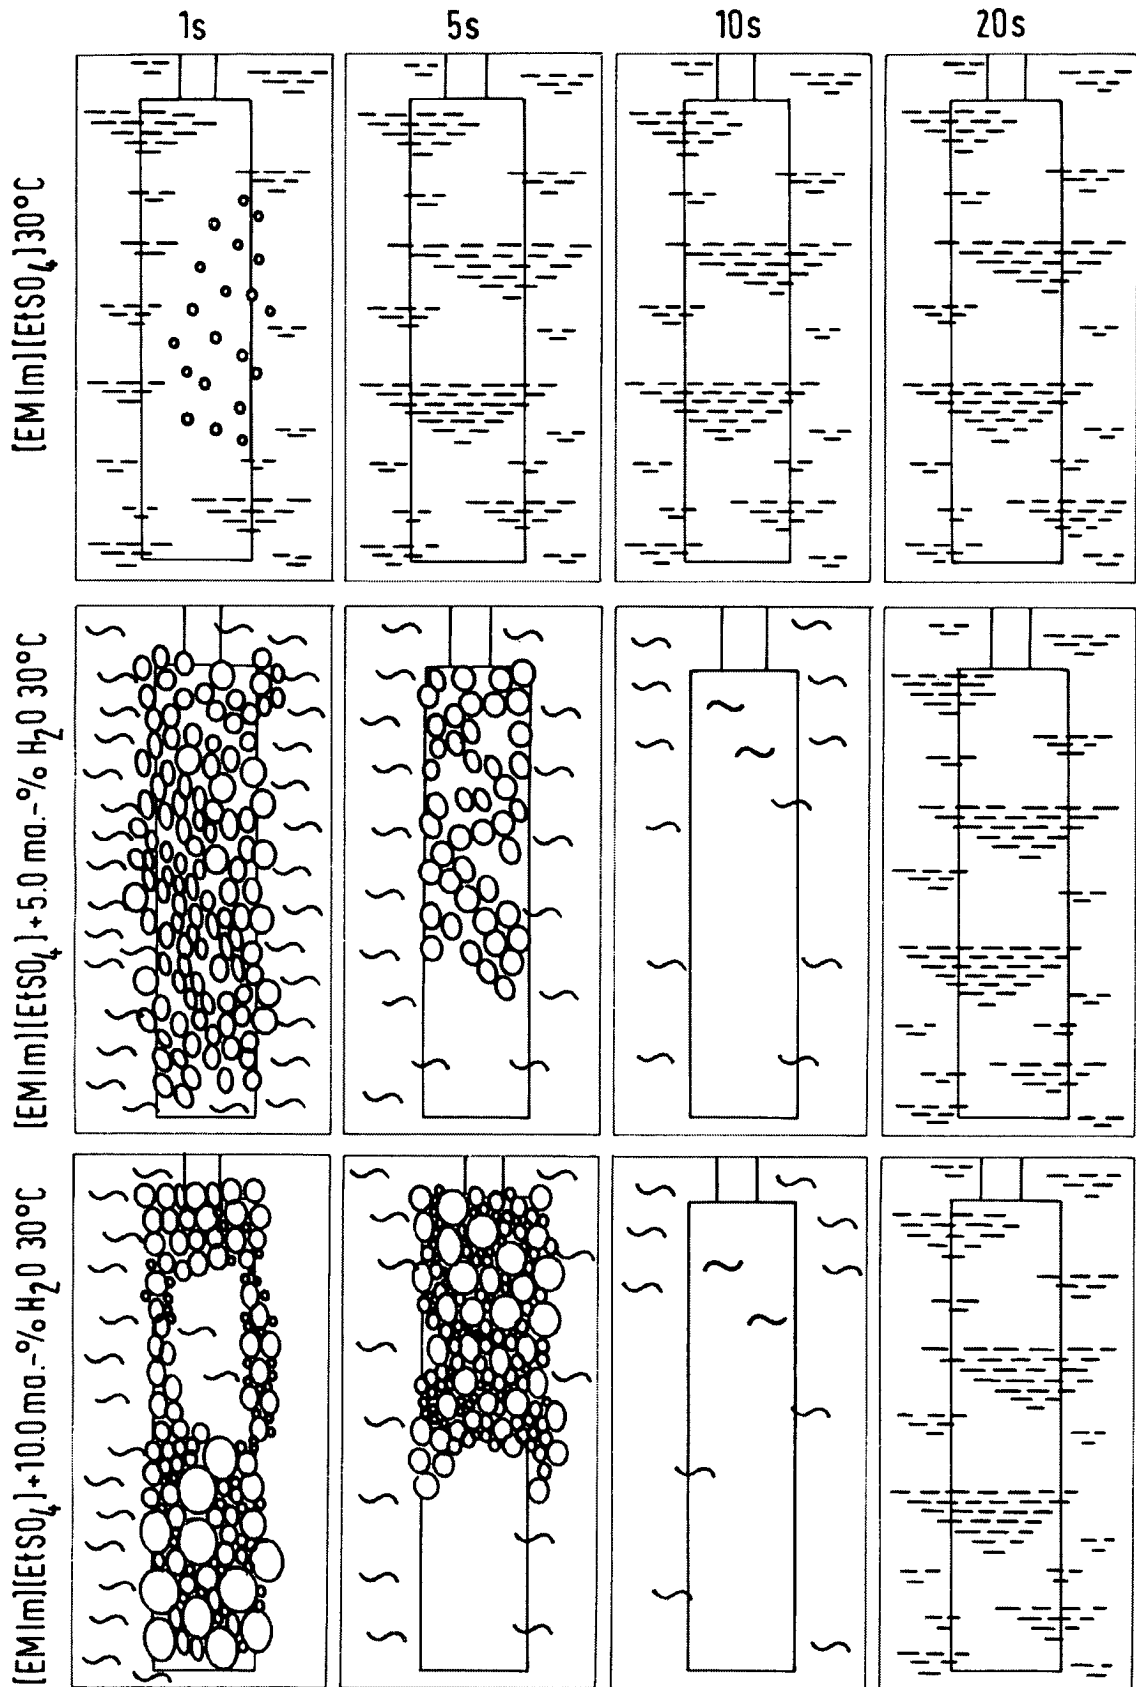 1s
5s
10s
20s
[EMIm][EtSO4]30°C
[EMIm][EtSO4]+5.0 ma.-% H2O 30°C
[EMIm][EtSO4]+10.0 ma.-% H2O 30°C